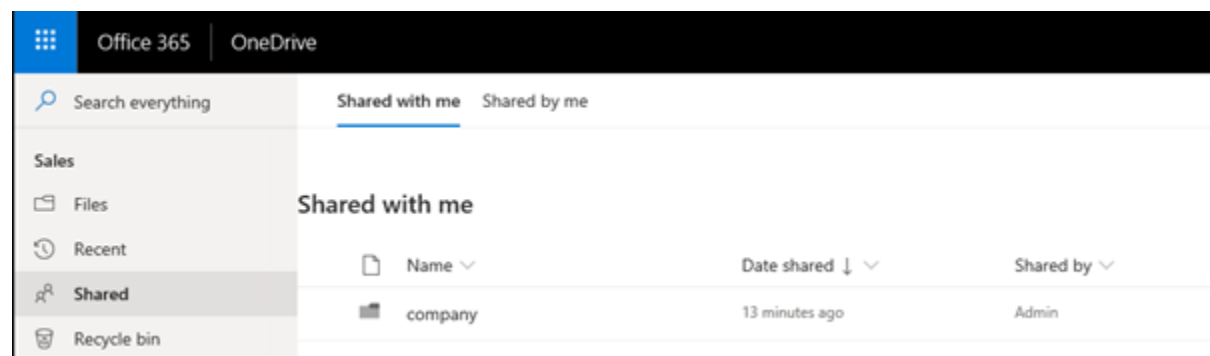 Office 365 OneDrive
Search everything
Shared with me Shared by me
Sales
Files
Shared with me
Recent
Name Date shared ↓ Shared by
Shared
company 13 minutes ago Admin
Recycle bin